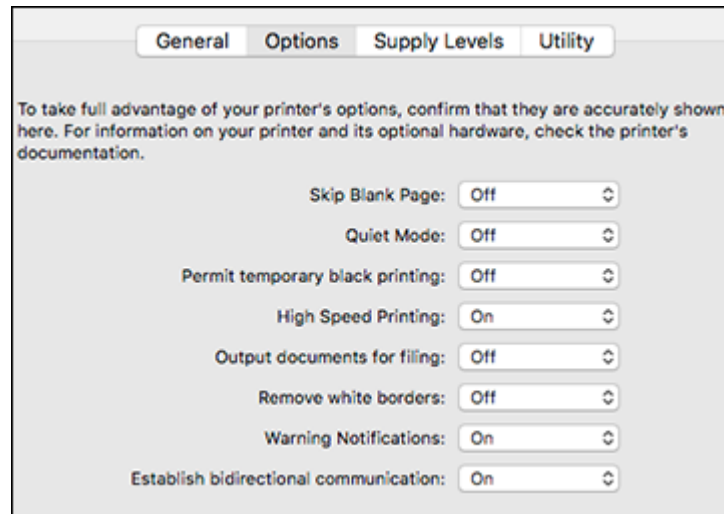 General Options Supply Levels Utility
To take full advantage of your printer's options, confirm that they are accurately shown
here. For information on your printer and its optional hardware, check the printer's
documentation.
Skip Blank Page: Off
Quiet Mode: Off
Permit temporary black printing: Off
High Speed Printing: On
Output documents for filing: Off
Remove white borders: Off
Warning Notifications: On
Establish bidirectional communication: On